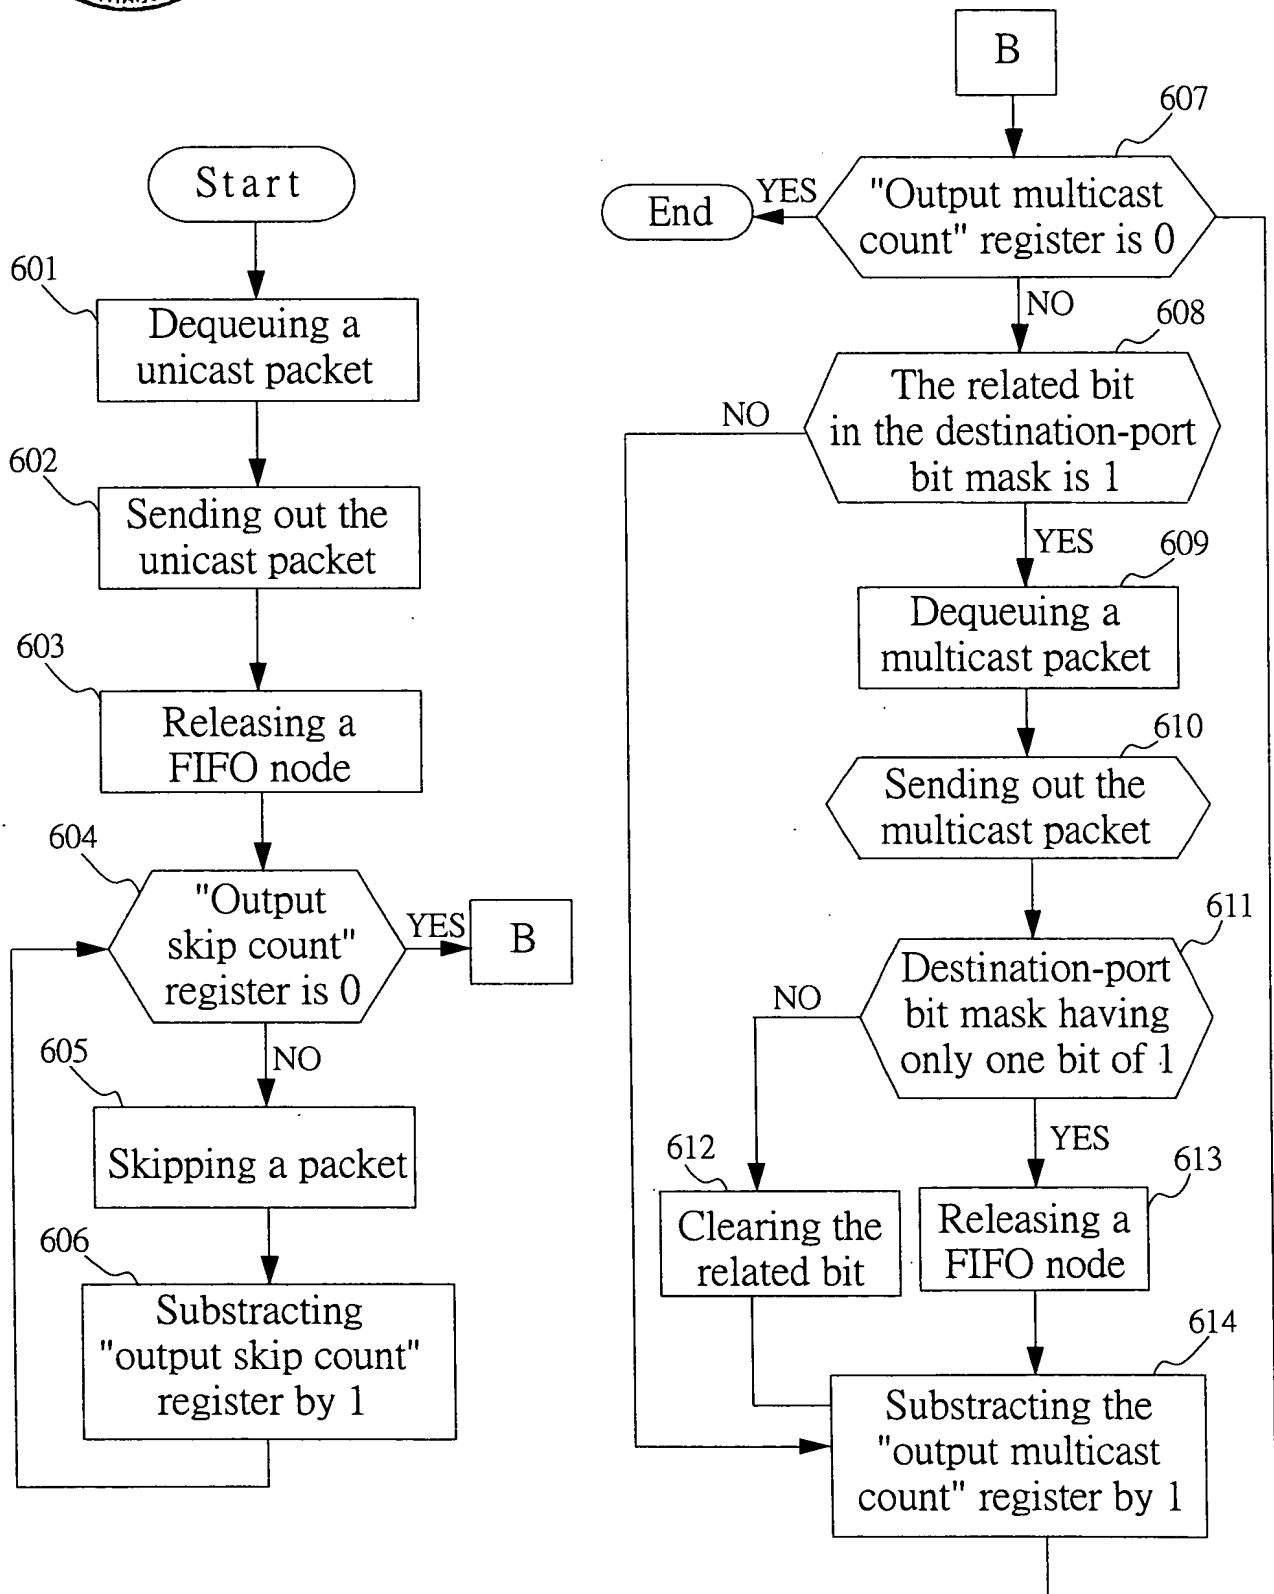 Start
601
Dequeuing a
unicast packet
602
Sending out the
unicast packet
603
Releasing a
FIFO node
604
"Output
skip count"
register is 0
YES
B
NO
605
Skipping a packet
606
Substracting
"output skip count"
register by 1
B
607
"Output multicast
count" register is 0
YES
End
NO
608
The related bit
in the destination-port
bit mask is 1
NO
YES
609
Dequeuing a
multicast packet
610
Sending out the
multicast packet
611
Destination-port
bit mask having
only one bit of 1
NO
YES
612
Clearing the
related bit
613
Releasing a
FIFO node
614
Substracting the
"output multicast
count" register by 1